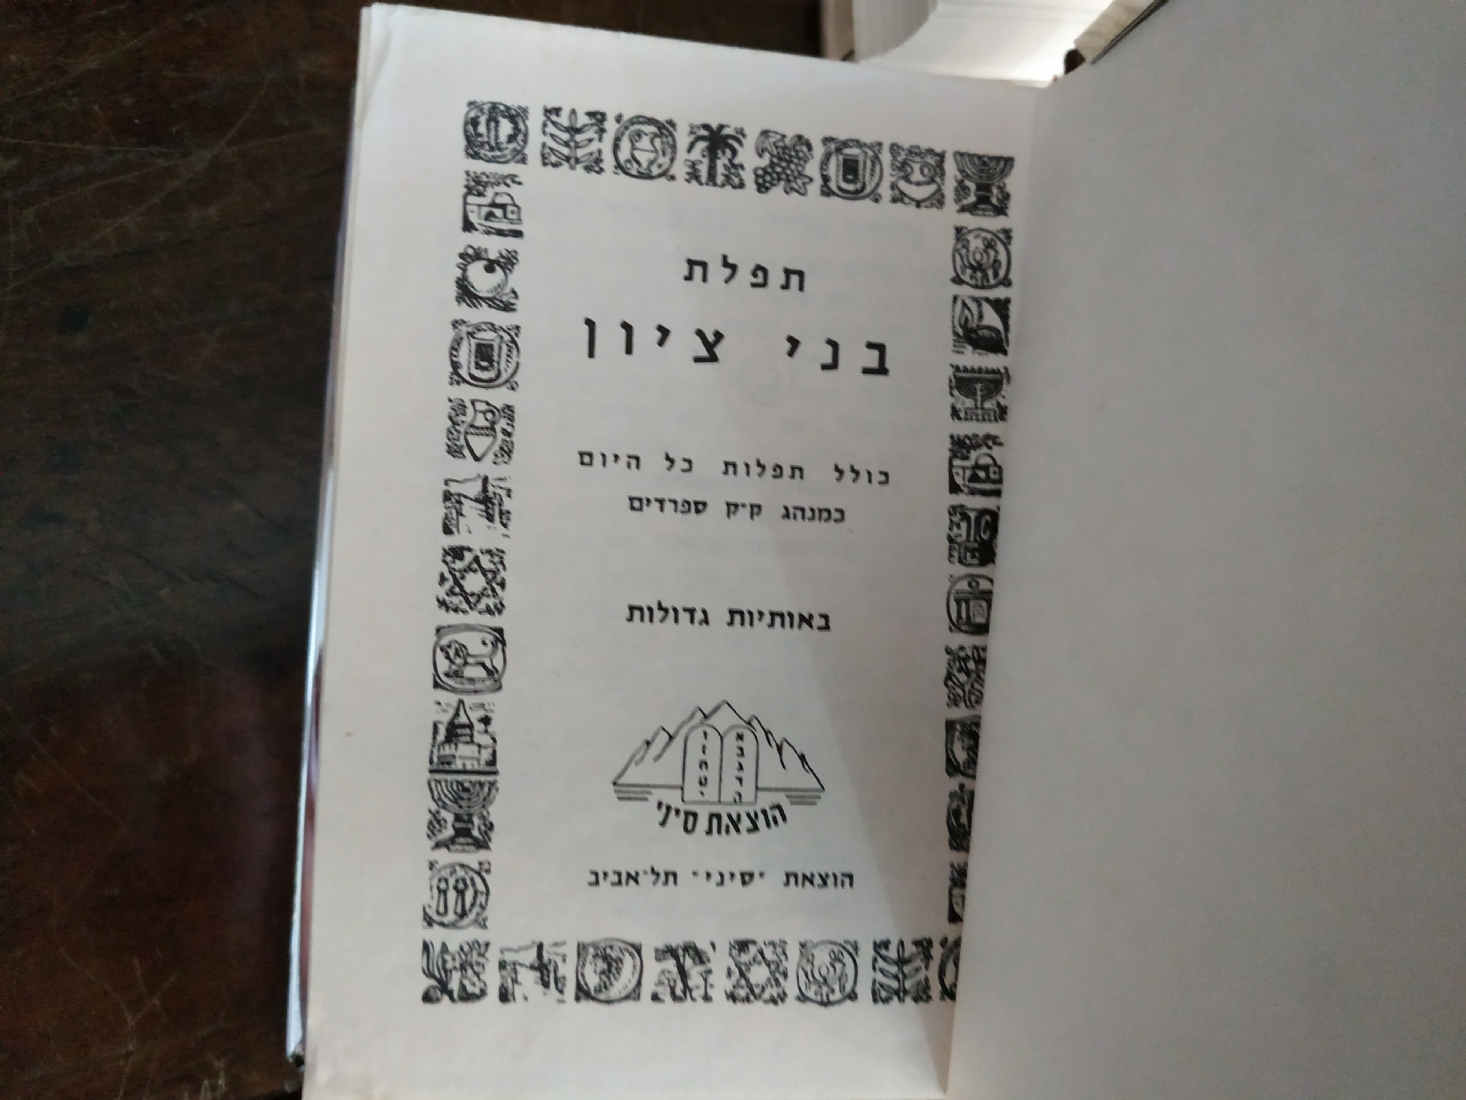 תפלת
בני ציון
כולל תפלות כל היום
כמנהג ק״ק ספרדים
באותיות גדולות
ו א
ז ב
ח ג
ט ד
י ה
הוצאת סיני
הוצאת "סיני" תל־אביב